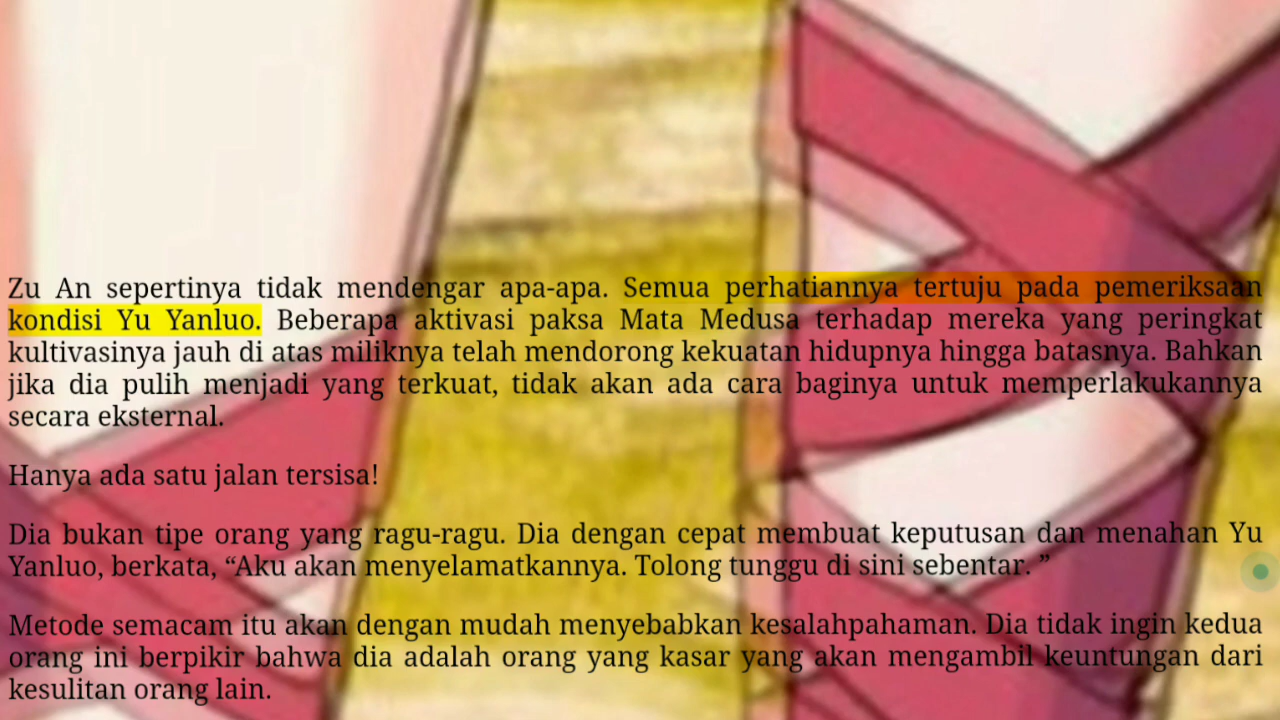 Zu An sepertinya tidak mendengar apa-apa. Semua perhatiannya tertuju pada pemeriksaan
kondisi Yu Yanluo. Beberapa aktivasi paksa Mata Medusa terhadap mereka yang peringkat
kultivasinya jauh di atas miliknya telah mendorong kekuatan hidupnya hingga batasnya. Bahkan
jika dia pulih menjadi yang terkuat, tidak akan ada cara baginya untuk memperlakukannya
secara eksternal.
Hanya ada satu jalan tersisa!
Dia bukan tipe orang yang ragu-ragu. Dia dengan cepat membuat keputusan dan menahan Yu
Yanluo, berkata, “Aku akan menyelamatkannya. Tolong tunggu di sini sebentar. ”
Metode semacam itu akan dengan mudah menyebabkan kesalahpahaman. Dia tidak ingin kedua
orang ini berpikir bahwa dia adalah orang yang kasar yang akan mengambil keuntungan dari
kesulitan orang lain.